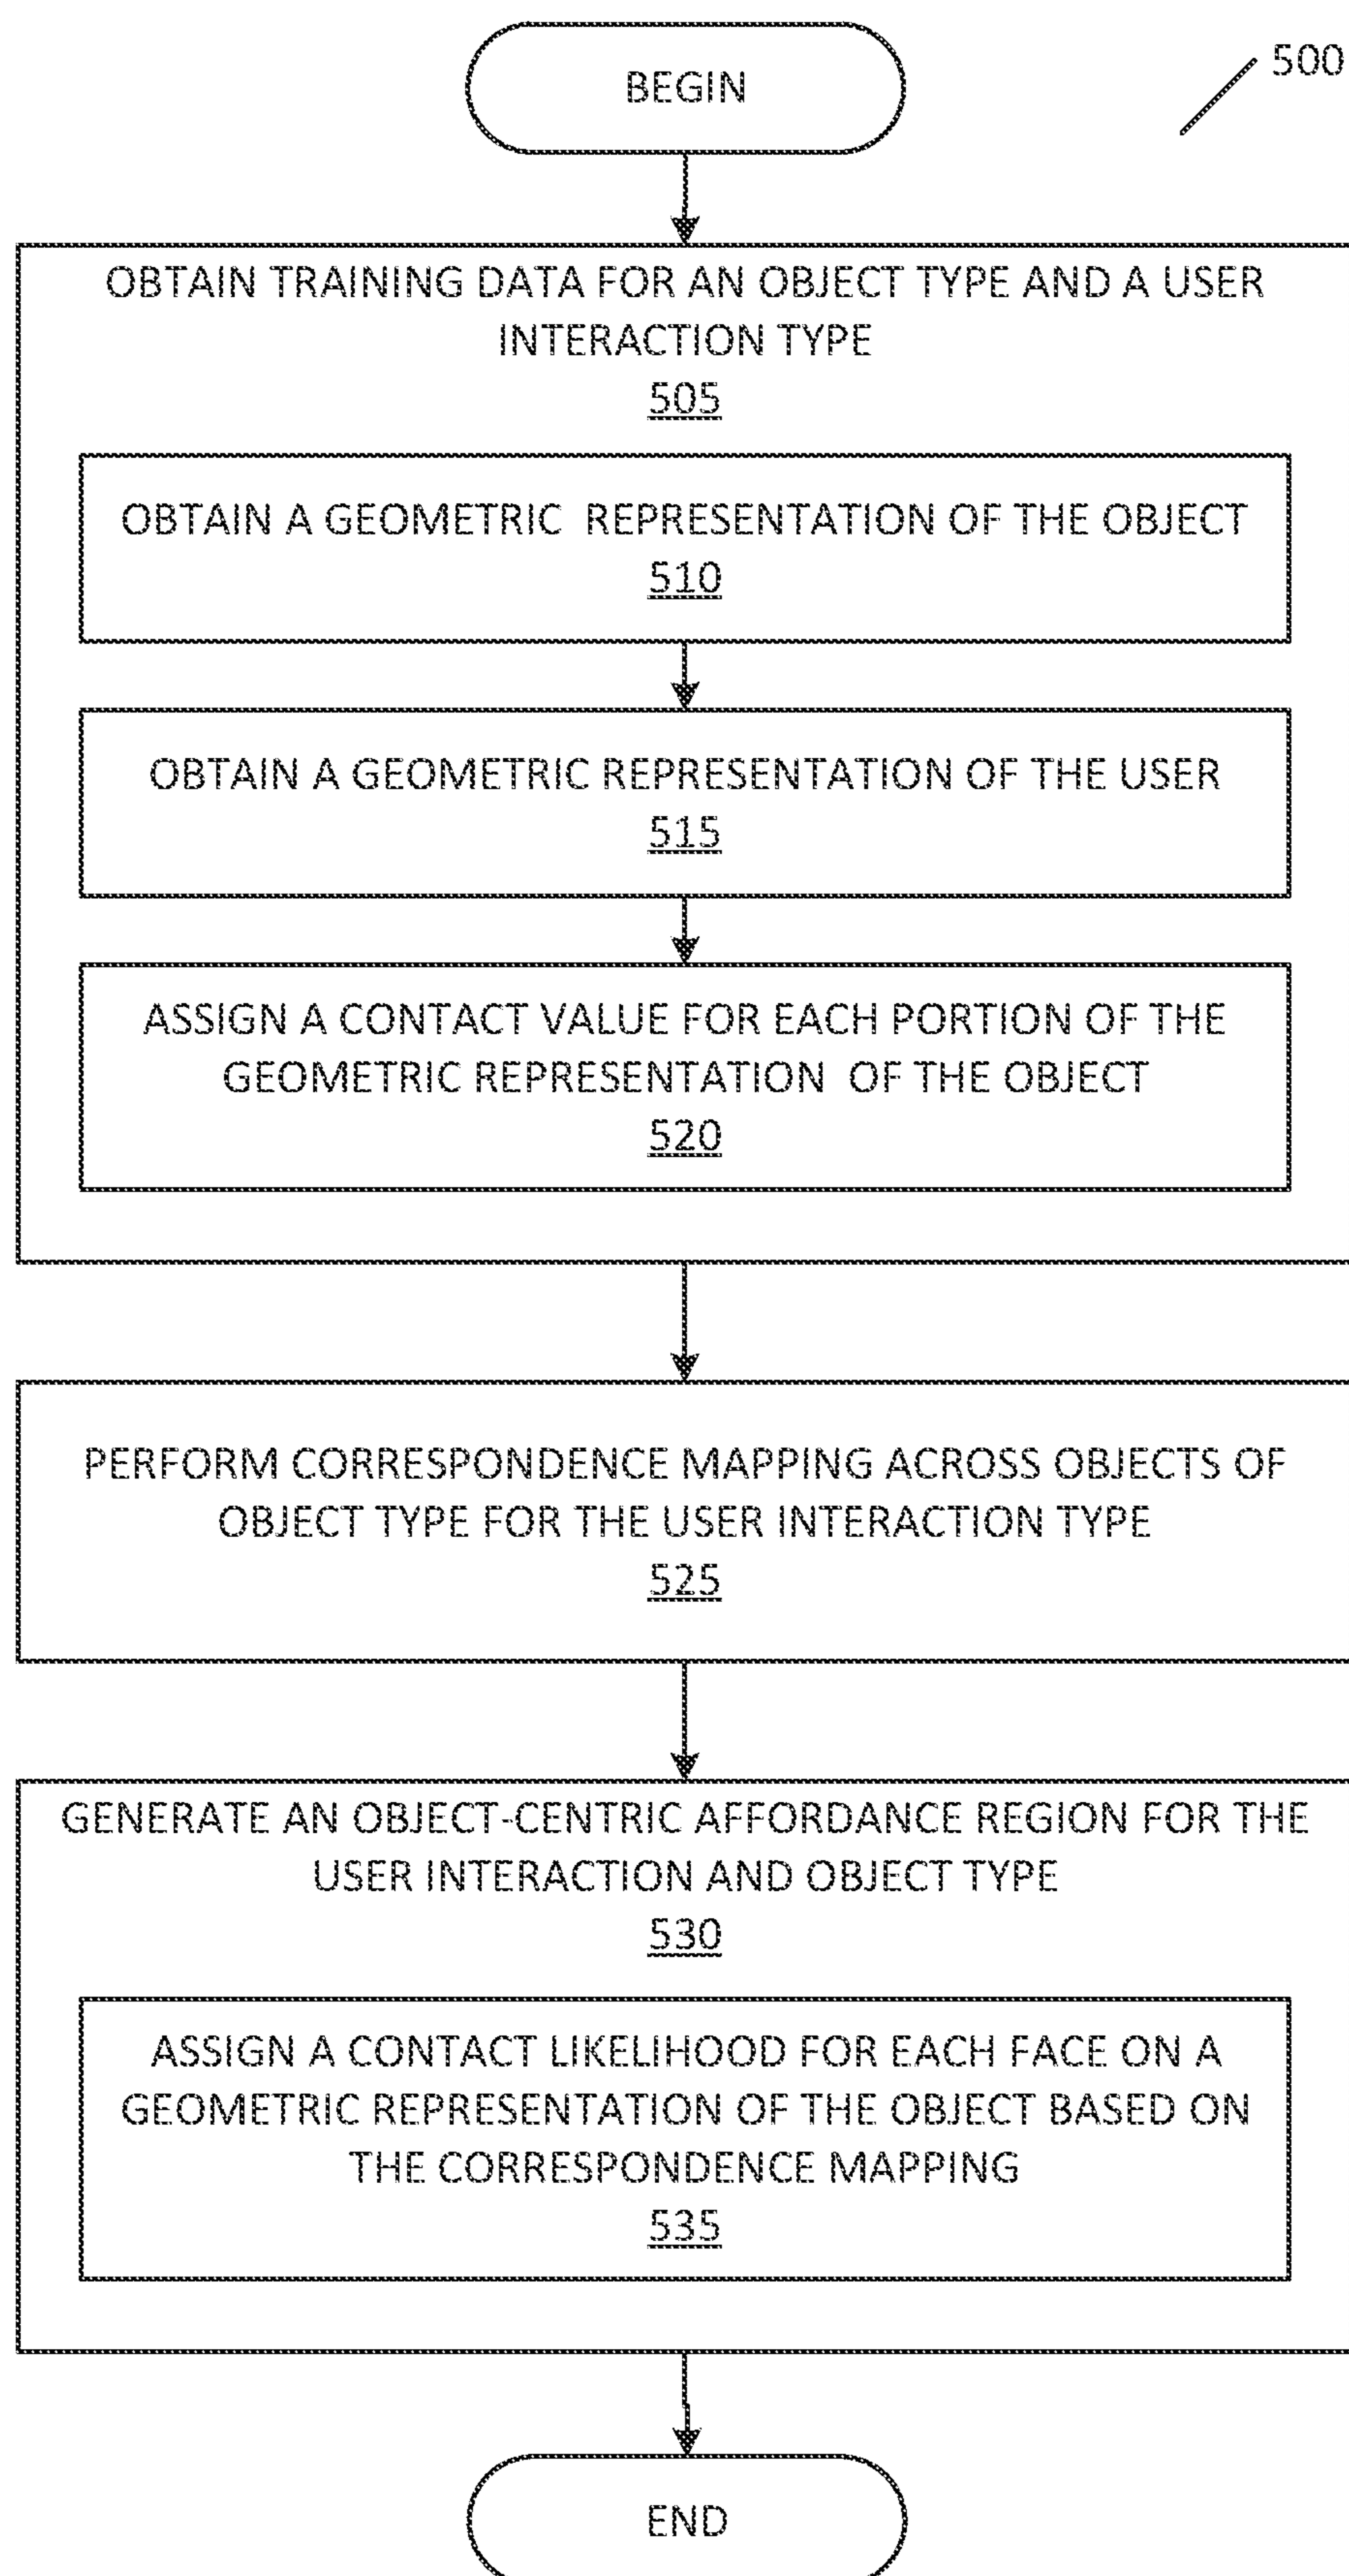 BEGIN
500
OBTAIN TRAINING DATA FOR AN OBJECT TYPE AND A USER
INTERACTION TYPE
505
OBTAIN A GEOMETRIC REPRESENTATION OF THE OBJECT
510
OBTAIN A GEOMETRIC REPRESENTATION OF THE USER
515
ASSIGN A CONTACT VALUE FOR EACH PORTION OF THE
GEOMETRIC REPRESENTATION OF THE OBJECT
520
PERFORM CORRESPONDENCE MAPPING ACROSS OBJECTS OF
OBJECT TYPE FOR THE USER INTERACTION TYPE
525
GENERATE AN OBJECT-CENTRIC AFFORDANCE REGION FOR THE
USER INTERACTION AND OBJECT TYPE
530
ASSIGN A CONTACT LIKELIHOOD FOR EACH FACE ON A
GEOMETRIC REPRESENTATION OF THE OBJECT BASED ON
THE CORRESPONDENCE MAPPING
535
END